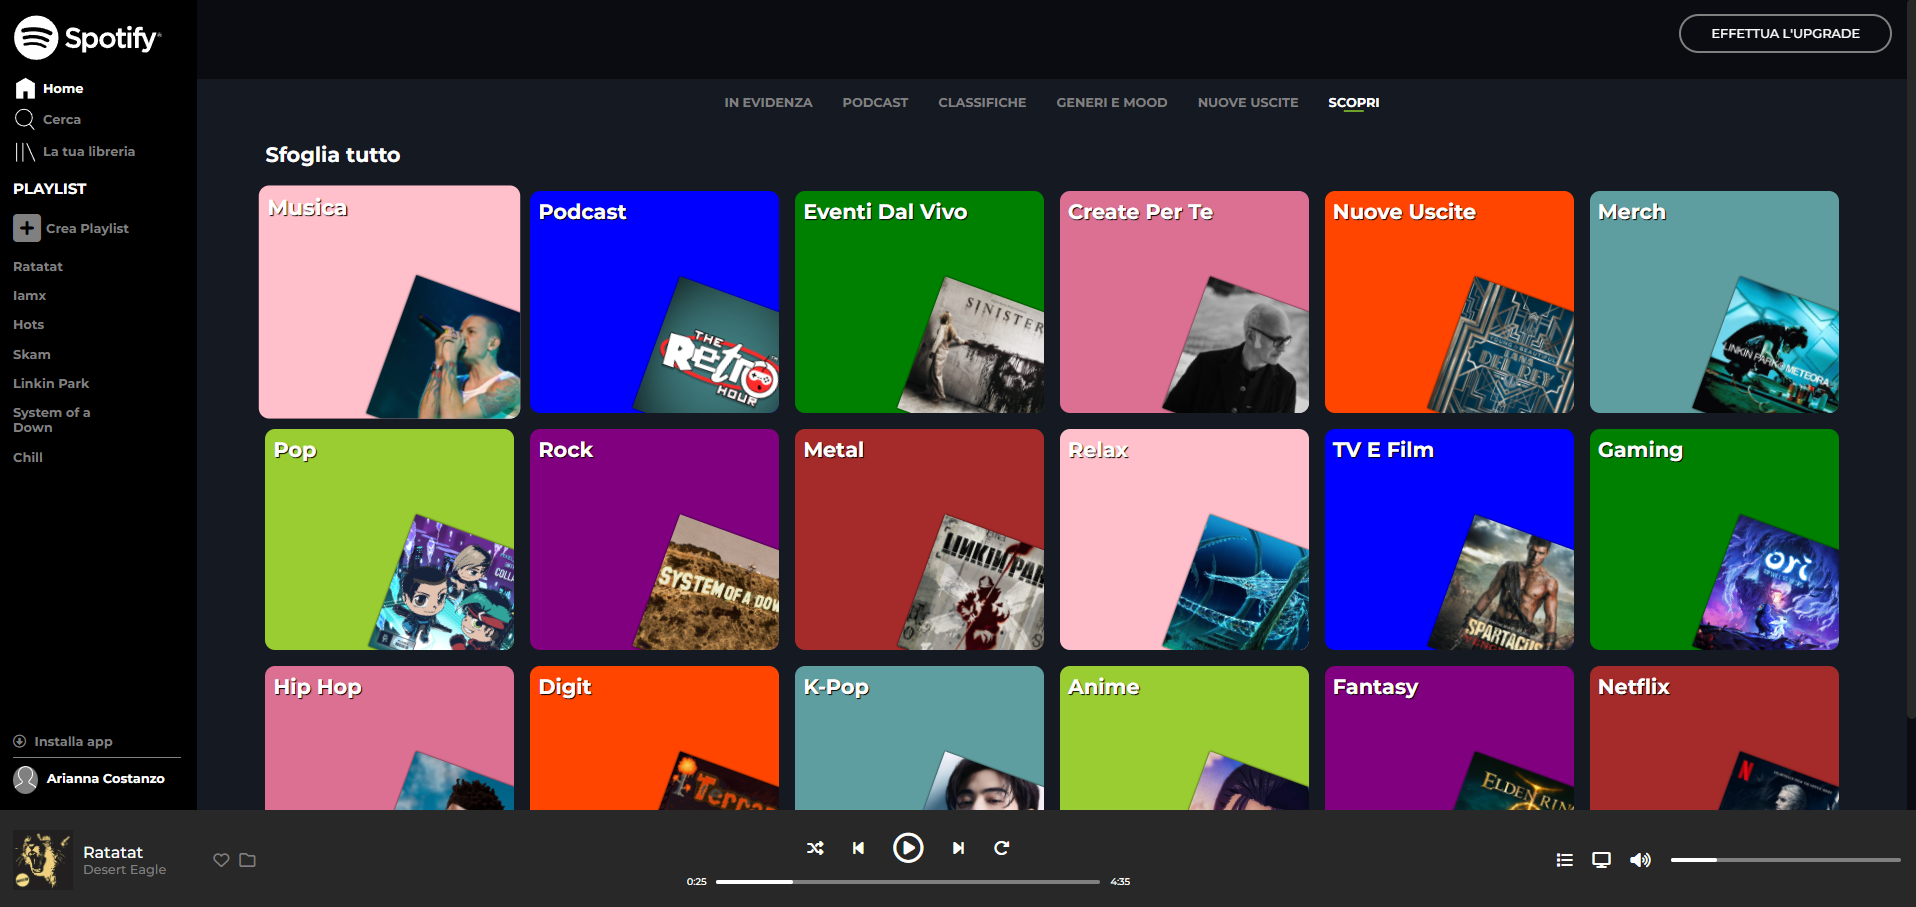 Spotify®
EFFETTUA L'UPGRADE
Home
Cerca
La tua libreria
PLAYLIST
Crea Playlist
Ratatat
Iamx
Hots
Skam
Linkin Park
System of a
Down
Chill
Installa app
Arianna Costanzo
IN EVIDENZA PODCAST CLASSIFICHE GENERI E MOOD NUOVE USCITE SCOPRI
Sfoglia tutto
Musica
Podcast
THE
Retro
HOUR
Eventi Dal Vivo
SINISTER
Create Per Te
Nuove Uscite
LANA
DEL REY
Merch
LINKIN PARK METEORA
Pop
Rock
SYSTEM OF A DOW
Metal
LINKIN PAR
Relax
TV E Film
SPARTACUS
Gaming
ori
Hip Hop
Digit
Terrar
K-Pop
Anime
Fantasy
ELDEN RIN
Netflix
N
Ratatat
Desert Eagle
0:25
4:35